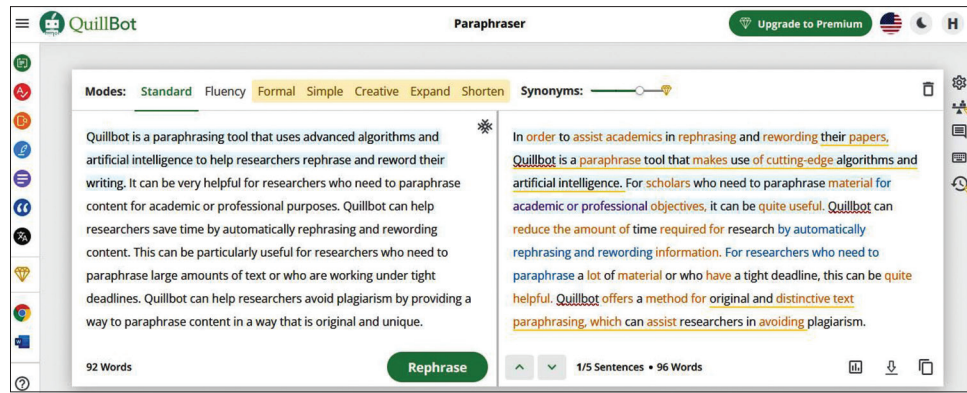 QuillBot
Paraphraser
Upgrade to Premium
H
Modes: Standard Fluency Formal Simple Creative Expand Shorten Synonyms:
Quillbot is a paraphrasing tool that uses advanced algorithms and
artificial intelligence to help researchers rephrase and reword their
writing. It can be very helpful for researchers who need to paraphrase
content for academic or professional purposes. Quillbot can help
researchers save time by automatically rephrasing and rewording
content. This can be particularly useful for researchers who need to
paraphrase large amounts of text or who are working under tight
deadlines. Quillbot can help researchers avoid plagiarism by providing a
way to paraphrase content in a way that is original and unique.
92 Words
Rephrase
In order to assist academics in rephrasing and rewording their papers,
Quillbot is a paraphrase tool that makes use of cutting-edge algorithms and
artificial intelligence. For scholars who need to paraphrase material for
academic or professional objectives, it can be quite useful. Quillbot can
reduce the amount of time required for research by automatically
rephrasing and rewording information. For researchers who need to
paraphrase a lot of material or who have a tight deadline, this can be quite
helpful. Quillbot offers a method for original and distinctive text
paraphrasing, which can assist researchers in avoiding plagiarism.
1/5 Sentences • 96 Words